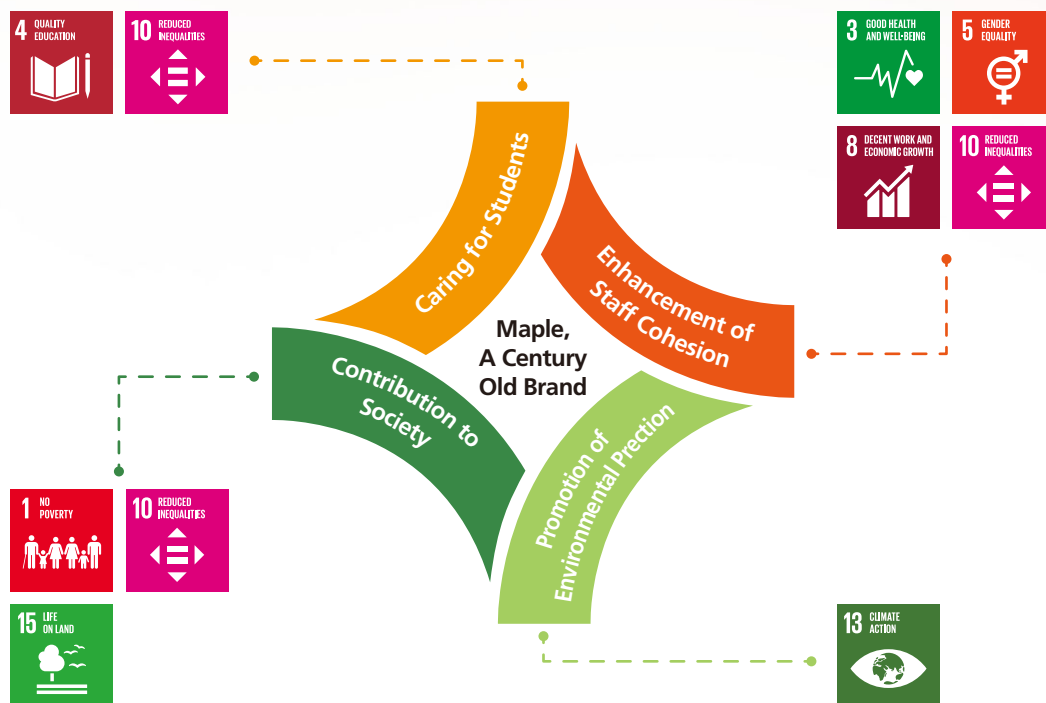 4 QUALITY
EDUCATION
10 REDUCED
INEQUALITIES
3 GOOD HEALTH
AND WELL-BEING
5 GENDER
EQUALITY
8 DECENT WORK AND
ECONOMIC GROWTH
10 REDUCED
INEQUALITIES
Caring for Students
Enhancement of
Staff Cohesion
Maple,
A Century
Old Brand
Contribution to
Society
Promotion of
Environmental Prection
1 NO
POVERTY
10 REDUCED
INEQUALITIES
15 LIFE
ON LAND
13 CLIMATE
ACTION